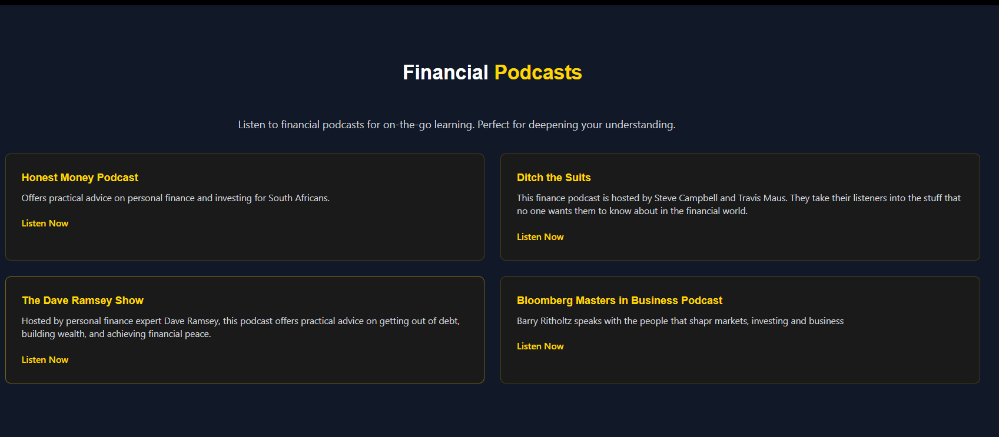 Financial Podcasts
Listen to financial podcasts for on-the-go learning. Perfect for deepening your understanding.
Honest Money Podcast
Offers practical advice on personal finance and investing for South Africans.
Listen Now
Ditch the Suits
This finance podcast is hosted by Steve Campbell and Travis Maus. They take their listeners into the stuff that
no one wants them to know about in the financial world.
Listen Now
The Dave Ramsey Show
Hosted by personal finance expert Dave Ramsey, this podcast offers practical advice on getting out of debt,
building wealth, and achieving financial peace.
Listen Now
Bloomberg Masters in Business Podcast
Barry Ritholtz speaks with the people that shapr markets, investing and business
Listen Now